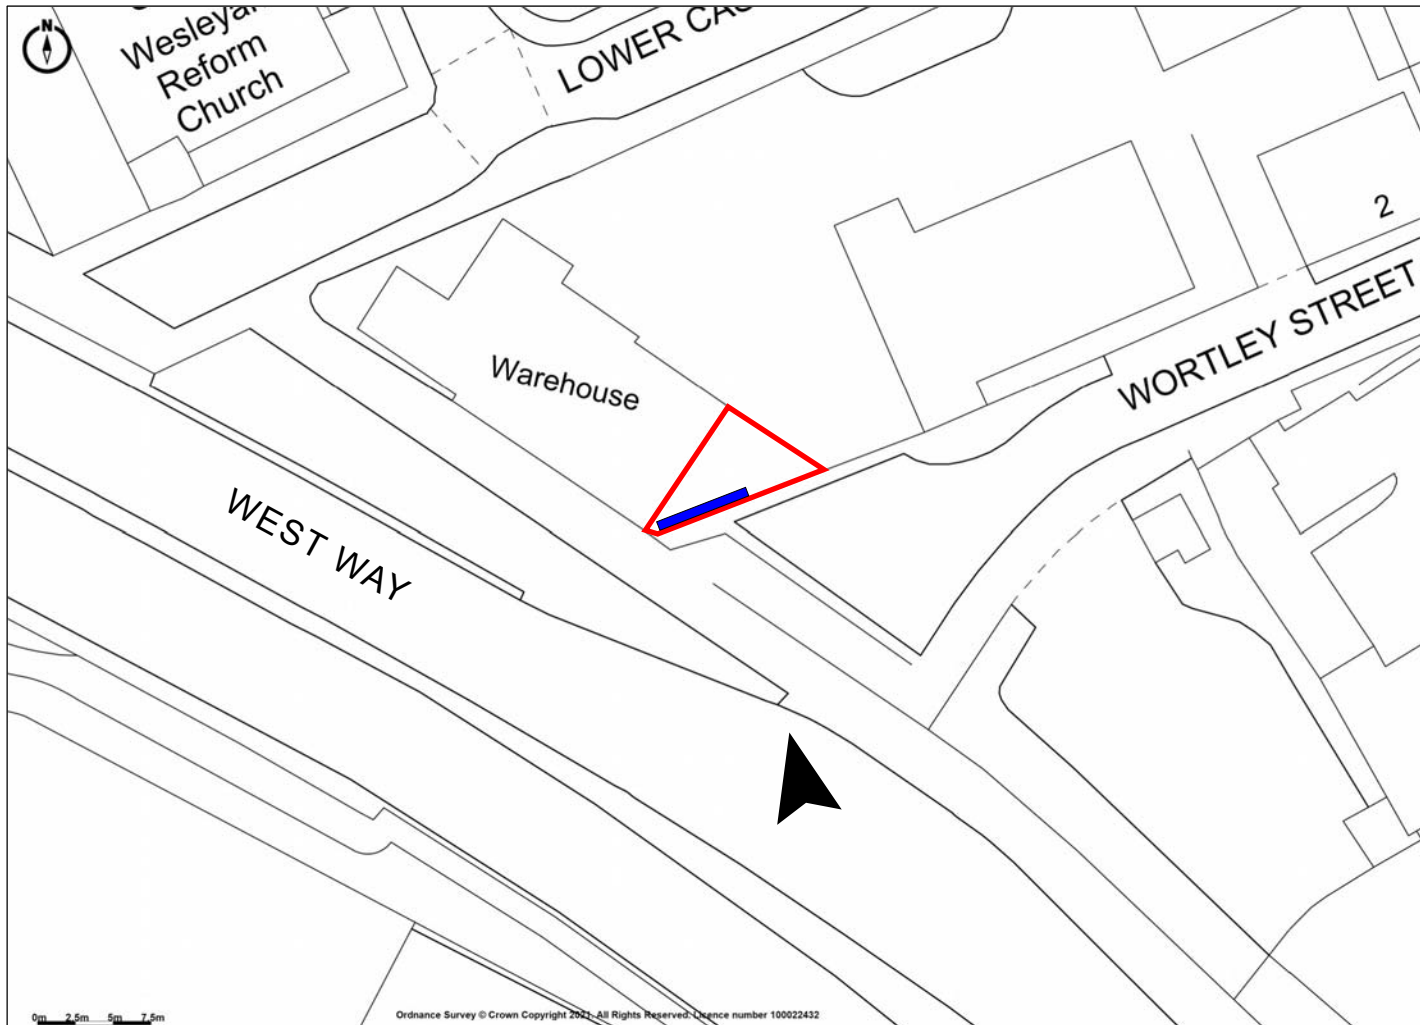 N
Wesleyan
Reform
Church
LOWER CAS
2
WORTLEY STREET
Warehouse
WEST WAY
0m 2.5m 5m 7.5m
Ordnance Survey © Crown Copyright 2021. All Rights Reserved. Licence number 100022432